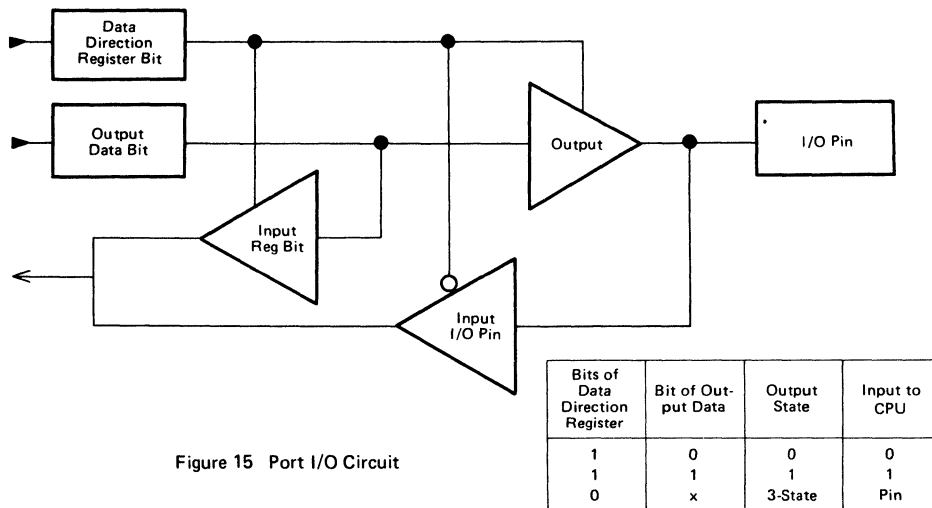 Data
Direction
Register Bit
Output
Data Bit
Output
I/O Pin
Input
Reg Bit
Input
I/O Pin
Bits of
Data
Direction
Register
Bit of Out-
put Data
Output
State
Input to
CPU
1 0 0 0
1 1 1 1
0 x 3-State Pin
Figure 15 Port I/O Circuit